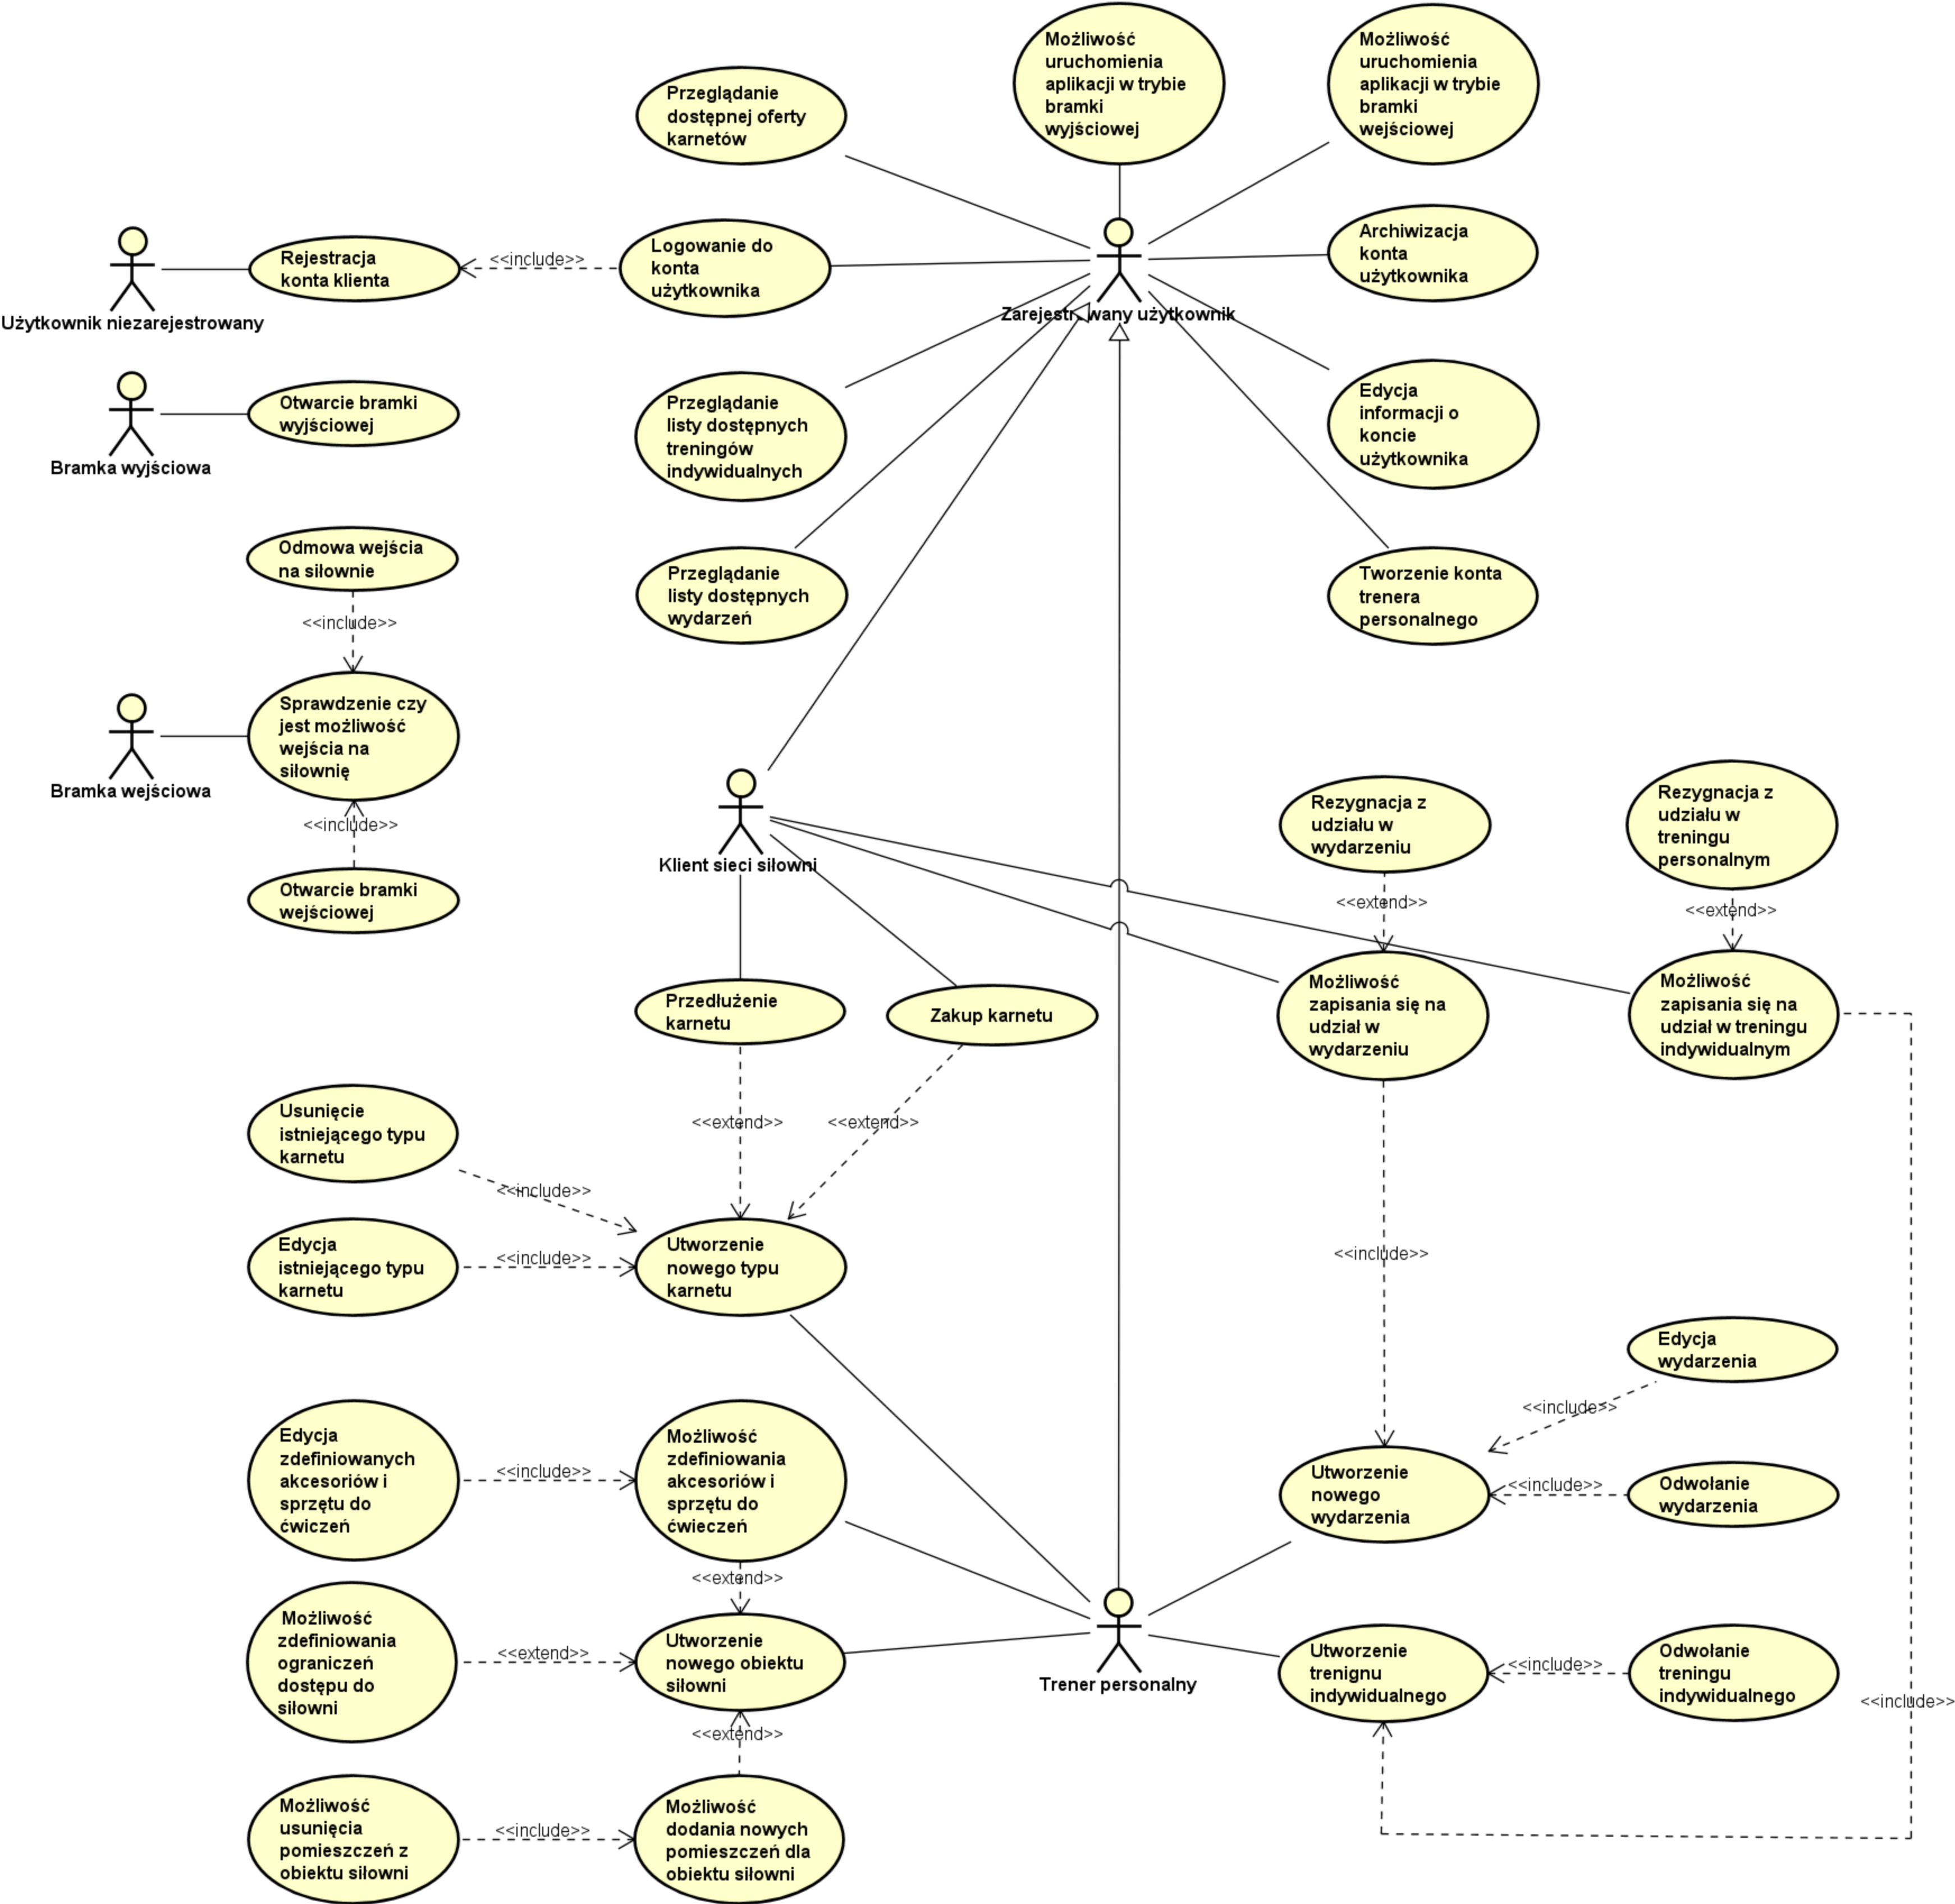 Możliwość
uruchomienia
aplikacji w trybie
bramki
wyjściowej
Możliwość
uruchomienia
aplikacji w trybie
bramki
wejściowej
Przeglądanie
dostępnej oferty
karnetów
Rejestracja
konta klienta
<<include>>
Logowanie do
konta
użytkownika
Archiwizacja
konta
użytkownika
Użytkownik niezarejestrowany
Zarejestrowany użytkownik
Otwarcie bramki
wyjściowej
Bramka wyjściowa
Przeglądanie
listy dostępnych
treningów
indywidualnych
Edycja
informacji o
koncie
użytkownika
Odmowa wejścia
na siłownie
<<include>>
Przeglądanie
listy dostępnych
wydarzeń
Tworzenie konta
trenera
personalnego
Sprawdzenie czy
jest możliwość
wejścia na
siłownię
Bramka wejściowa
<<include>>
Otwarcie bramki
wejściowej
Klient sieci siłowni
Rezygnacja z
udziału w
wydarzeniu
Rezygnacja z
udziału w
treningu
personalnym
<<extend>>
<<extend>>
Przedłużenie
karnetu
Zakup karnetu
Możliwość
zapisania się na
udział w
wydarzeniu
Możliwość
zapisania się na
udział w treningu
indywidualnym
Usunięcie
istniejącego typu
karnetu
<<extend>>
<<extend>>
<<include>>
Edycja
istniejącego typu
karnetu
<<include>>
Utworzenie
nowego typu
karnetu
<<include>>
Edycja
wydarzenia
<<include>>
Edycja
zdefiniowanych
akcesoriów i
sprzętu do
ćwiczeń
<<include>>
Możliwość
zdefiniowania
akcesoriów i
sprzętu do
ćwieczeń
Utworzenie
nowego
wydarzenia
<<include>>
Odwołanie
wydarzenia
<<extend>>
Możliwość
zdefiniowania
ograniczeń
dostępu do
siłowni
<<extend>>
Utworzenie
nowego obiektu
siłowni
Trener personalny
Utworzenie
trenignu
indywidualnego
<<include>>
Odwołanie
treningu
indywidualnego
<<include>>
<<extend>>
Możliwość
usunięcia
pomieszczeń z
obiektu siłowni
<<include>>
Możliwość
dodania nowych
pomieszczeń dla
obiektu siłowni